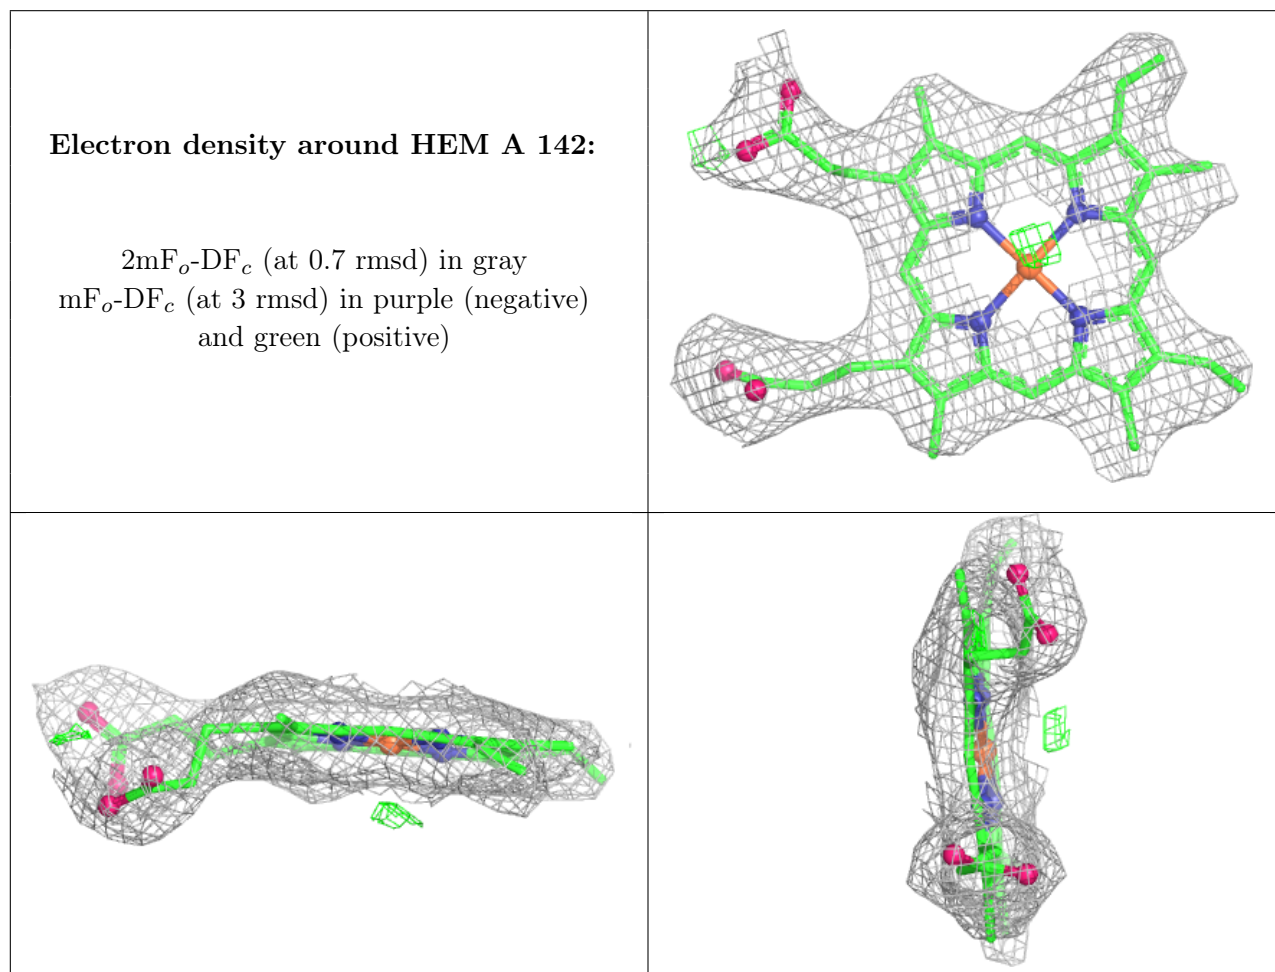 Electron density around HEM A 142:
2mFₒ-DF𝑐 (at 0.7 rmsd) in gray
mFₒ-DF𝑐 (at 3 rmsd) in purple (negative)
and green (positive)